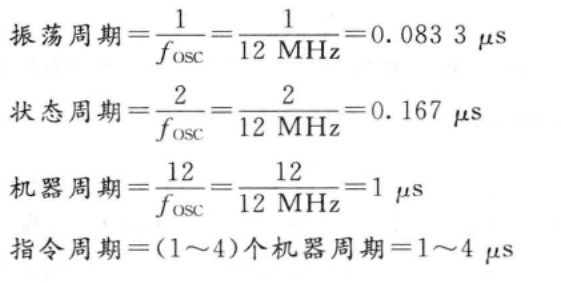 振荡周期=1/fOSC=1/12 MHz=0.083 3 μs
状态周期=2/fOSC=2/12 MHz=0.167 μs
机器周期=12/fOSC=12/12 MHz=1 μs
指令周期=(1~4)个机器周期=1~4 μs